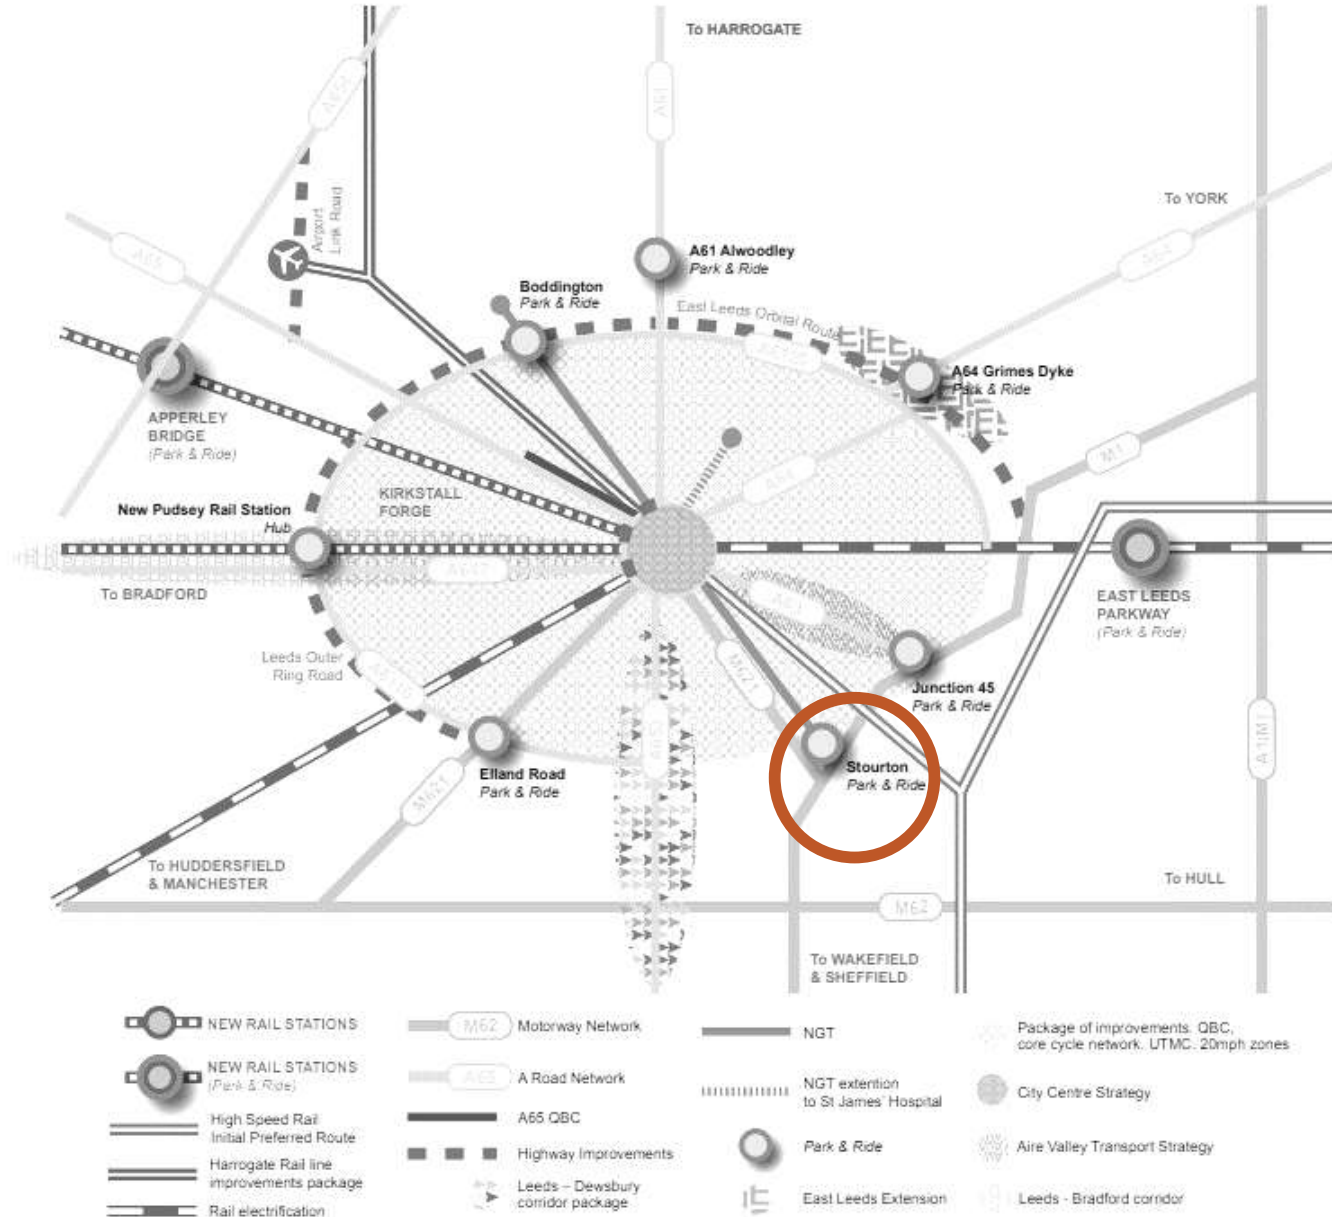 To HARROGATE
A658
A61
To YORK
Airport
Link Road
A65
A64
A61 Alwoodley
Park & Ride
Boddington
Park & Ride
East Leeds Orbital Route
A64 Grimes Dyke
Park & Ride
APPERLEY
BRIDGE
(Park & Ride)
M1
KIRKSTALL
FORGE
New Pudsey Rail Station
Hub
A647
To BRADFORD
EAST LEEDS
PARKWAY
(Park & Ride)
Leeds Outer
Ring Road
M621
Junction 45
Park & Ride
A1(M)
Stourton
Park & Ride
Elland Road
Park & Ride
M621
To HUDDERSFIELD
& MANCHESTER
To HULL
M62
To WAKEFIELD
& SHEFFIELD
NEW RAIL STATIONS
NEW RAIL STATIONS
(Park & Ride)
High Speed Rail
Initial Preferred Route
Harrogate Rail line
improvements package
Rail electrification
M62 Motorway Network
A65 A Road Network
A65 QBC
Highway Improvements
Leeds – Dewsbury
corridor package
NGT
NGT extention
to St James' Hospital
Park & Ride
East Leeds Extension
Package of improvements. QBC,
core cycle network. UTMC. 20mph zones
City Centre Strategy
Aire Valley Transport Strategy
Leeds - Bradford corridor